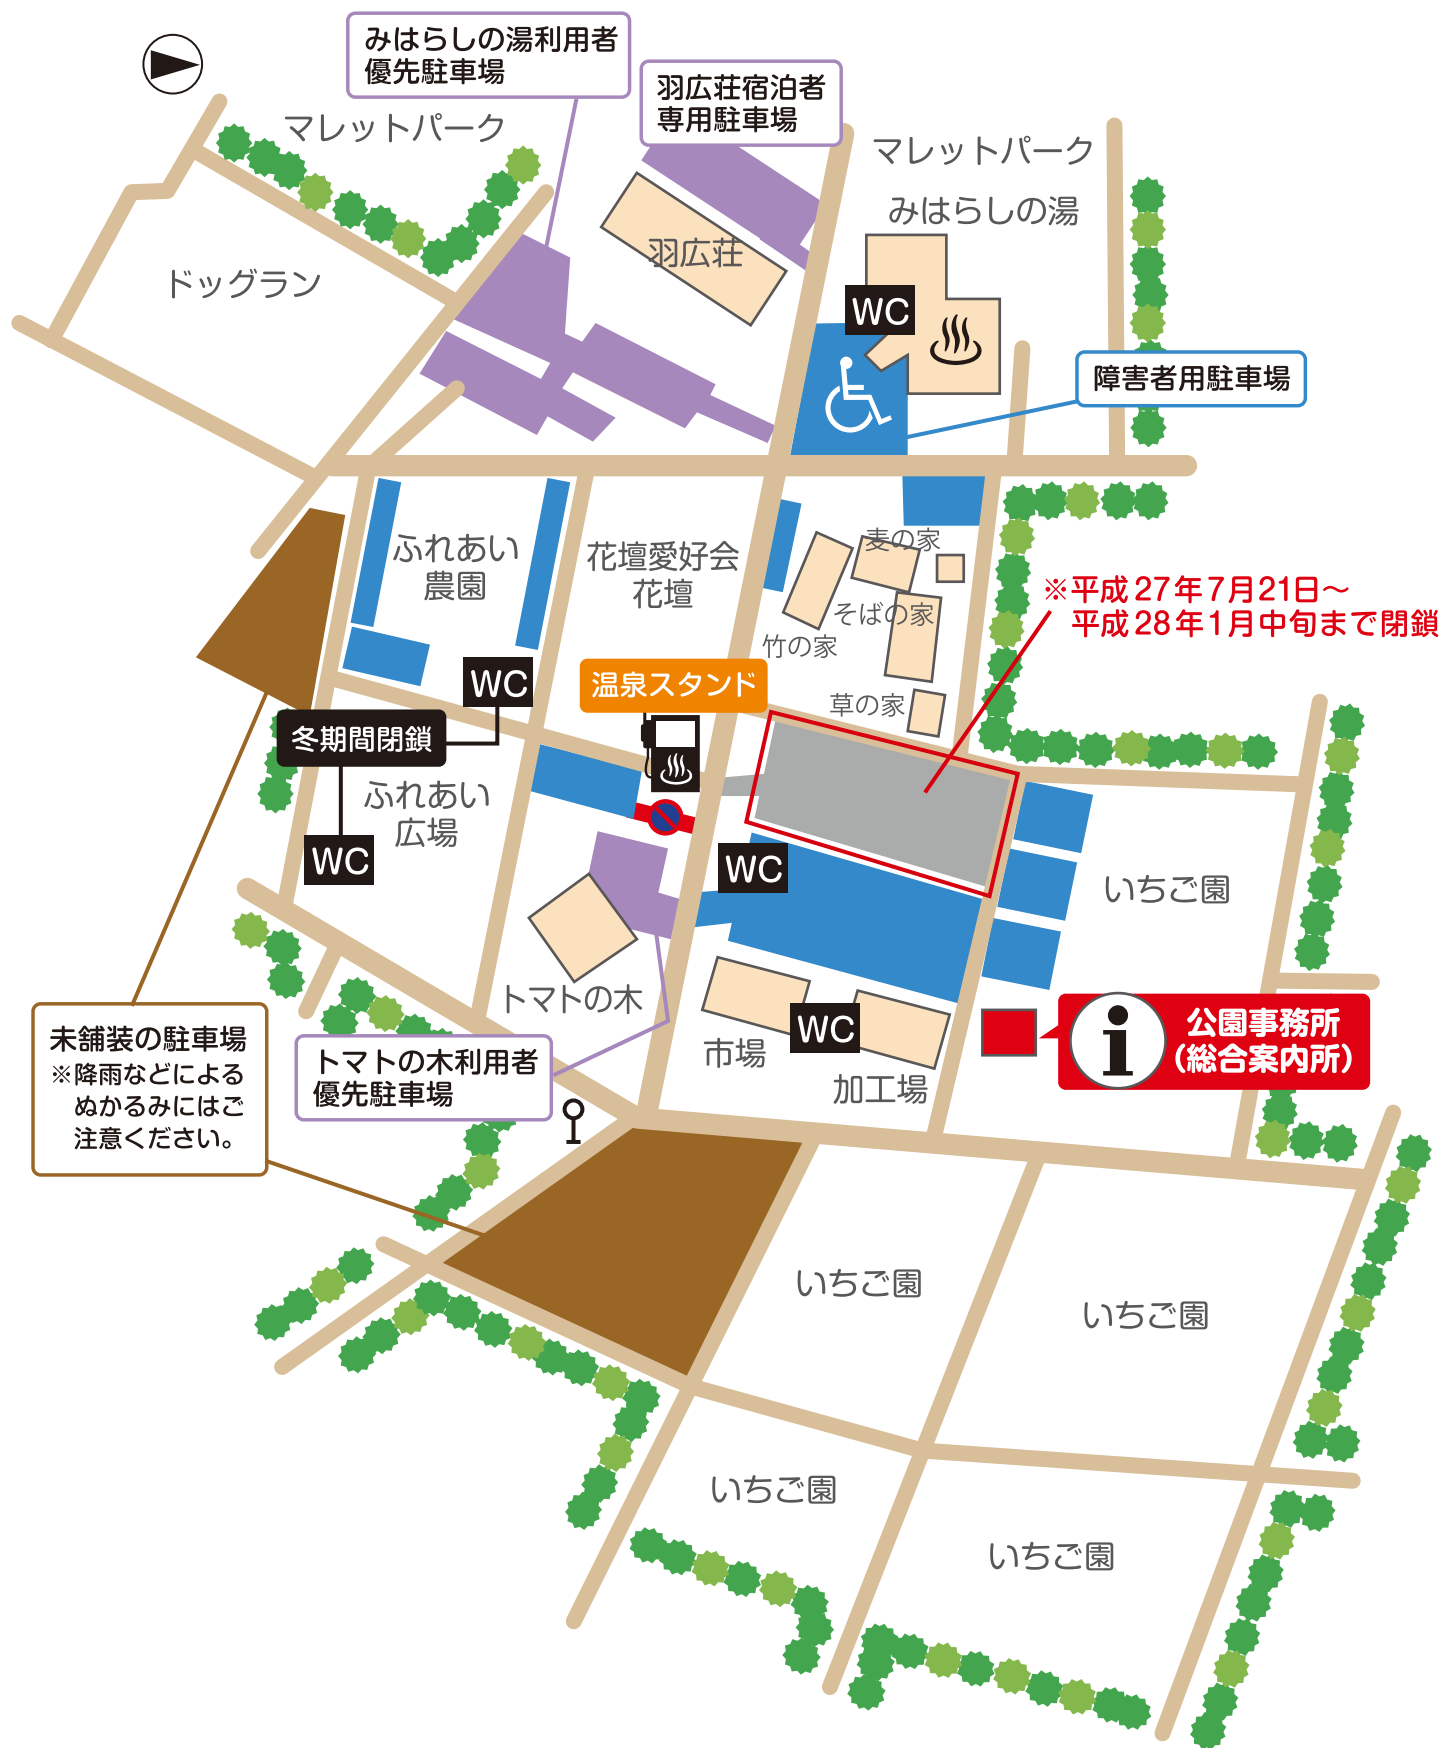 みはらしの湯利用者
優先駐車場
羽広荘宿泊者
専用駐車場
マレットパーク
マレットパーク
みはらしの湯
羽広荘
ドッグラン
WC
障害者用駐車場
ふれあい
農園
花壇愛好会
花壇
麦の家
そばの家
竹の家
草の家
※平成27年7月21日～
平成28年1月中旬まで閉鎖
WC
温泉スタンド
冬期間閉鎖
ふれあい
広場
WC
WC
いちご園
トマトの木
市場
WC
加工場
公園事務所
(総合案内所)
未舗装の駐車場
※降雨などによる
ぬかるみにはご
注意ください。
トマトの木利用者
優先駐車場
いちご園
いちご園
いちご園
いちご園